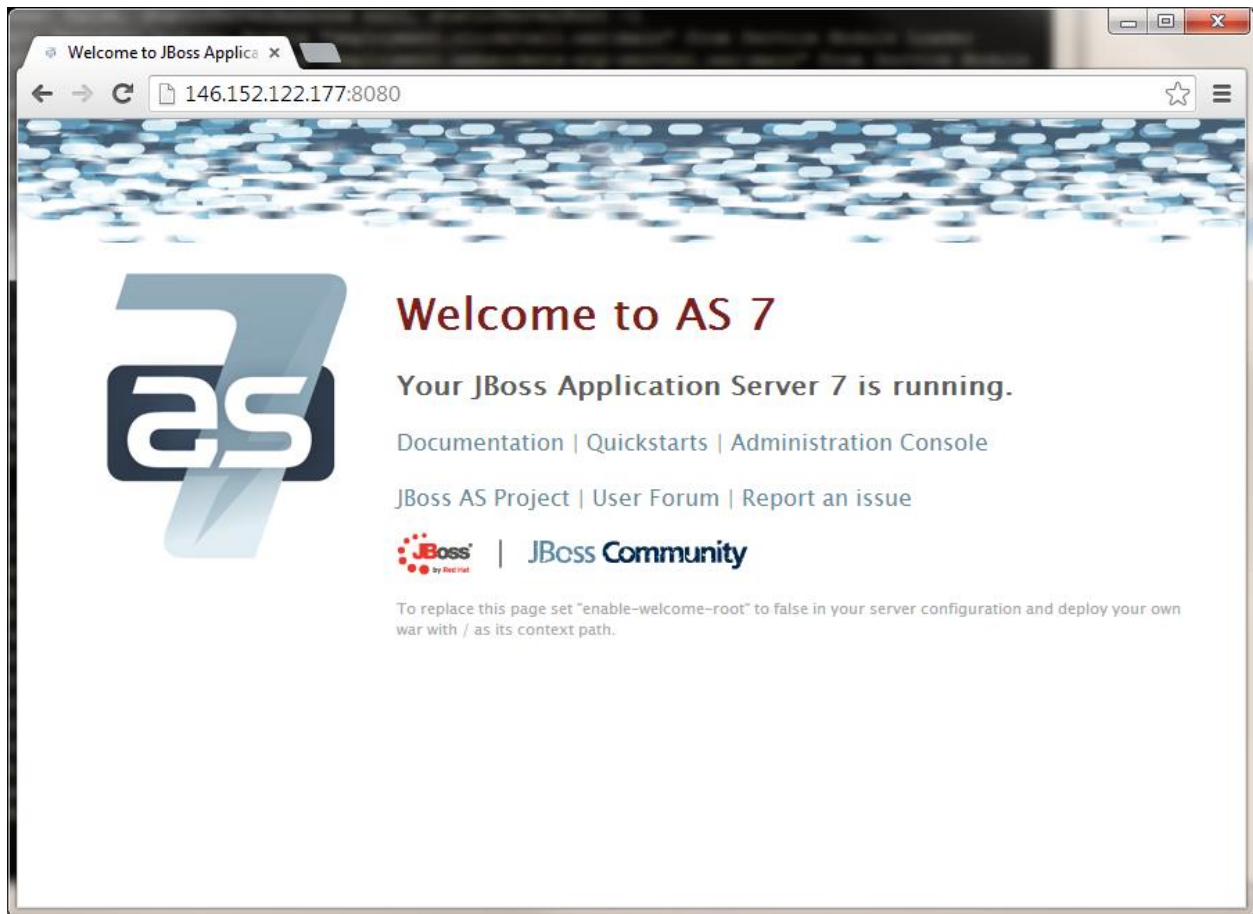 Welcome to JBoss Applica
146.152.122.177:8080
as
7
Welcome to AS 7
Your JBoss Application Server 7 is running.
Documentation | Quickstarts | Administration Console
JBoss AS Project | User Forum | Report an issue
JBoss by Red Hat | JBoss Community
To replace this page set "enable-welcome-root" to false in your server configuration and deploy your own
war with / as its context path.